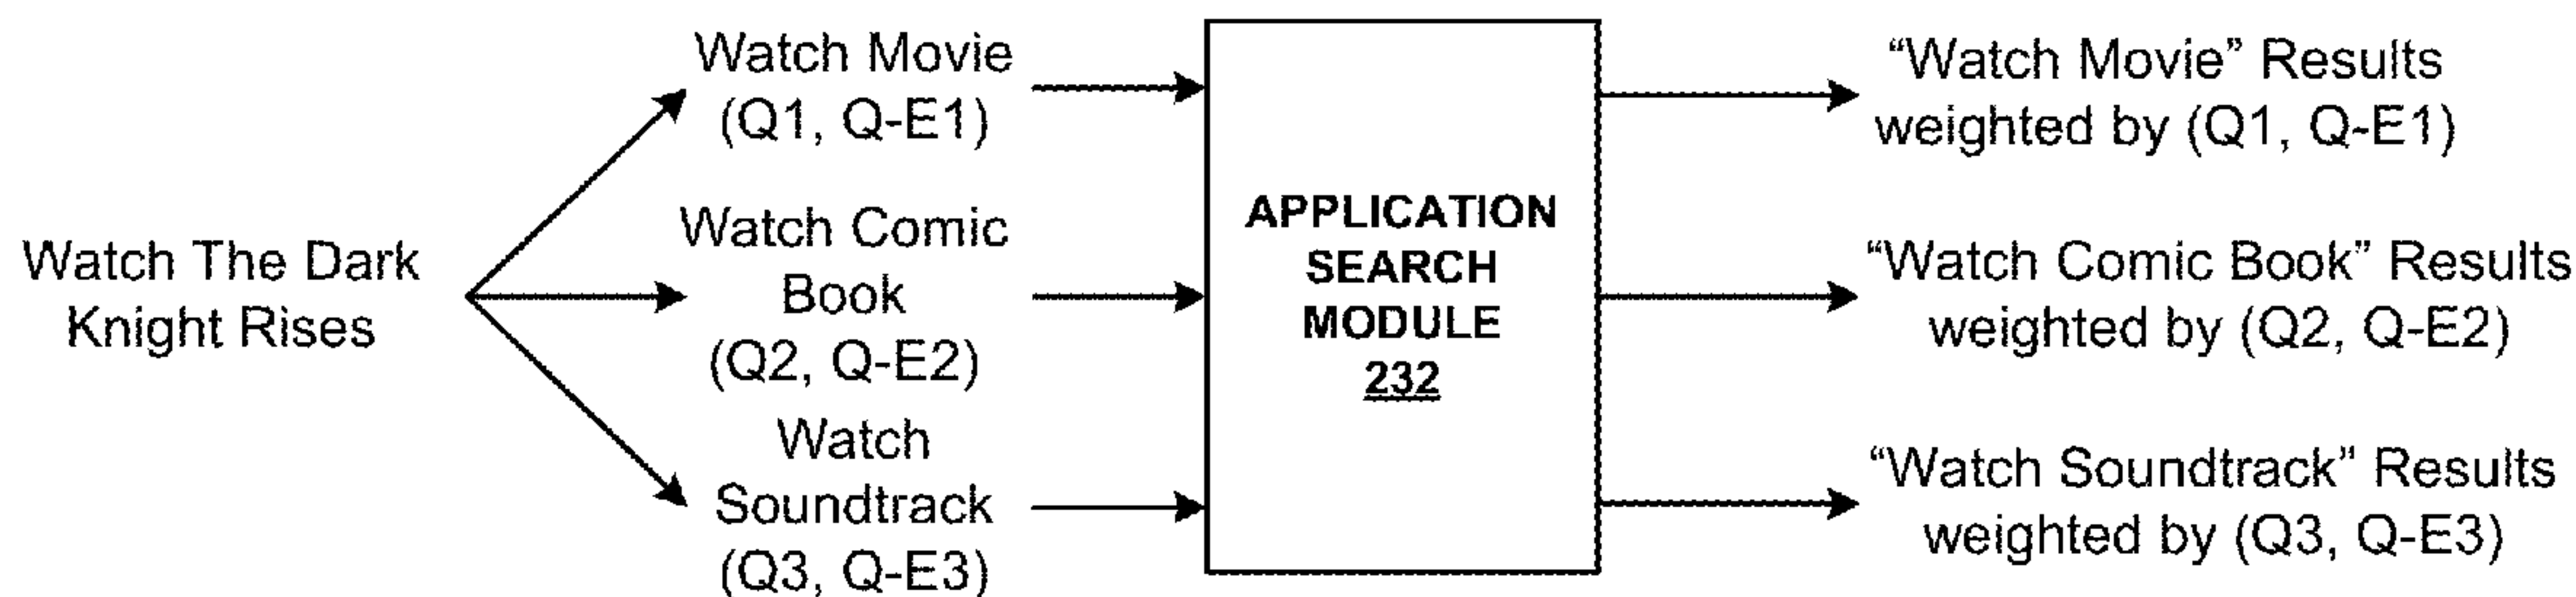 Watch The Dark
Knight Rises
Watch Movie
(Q1, Q-E1)
Watch Comic
Book
(Q2, Q-E2)
Watch
Soundtrack
(Q3, Q-E3)
APPLICATION
SEARCH
MODULE
232
“Watch Movie” Results
weighted by (Q1, Q-E1)
“Watch Comic Book” Results
weighted by (Q2, Q-E2)
“Watch Soundtrack” Results
weighted by (Q3, Q-E3)